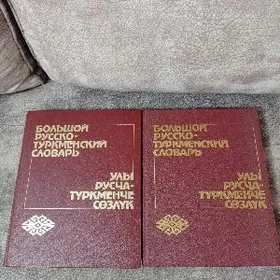 БОЛЬШОЙ
РУССКО-
ТУРКМЕНСКИЙ
СЛОВАРЬ
УЛЫ
РУСЧА-
ТҮРКМЕНЧЕ
СӨЗЛҮК
БОЛЬШОЙ
РУССКО-
ТУРКМЕНСКИЙ
СЛОВАРЬ
УЛЫ
РУСЧА-
ТҮРКМЕНЧЕ
СӨЗЛҮК